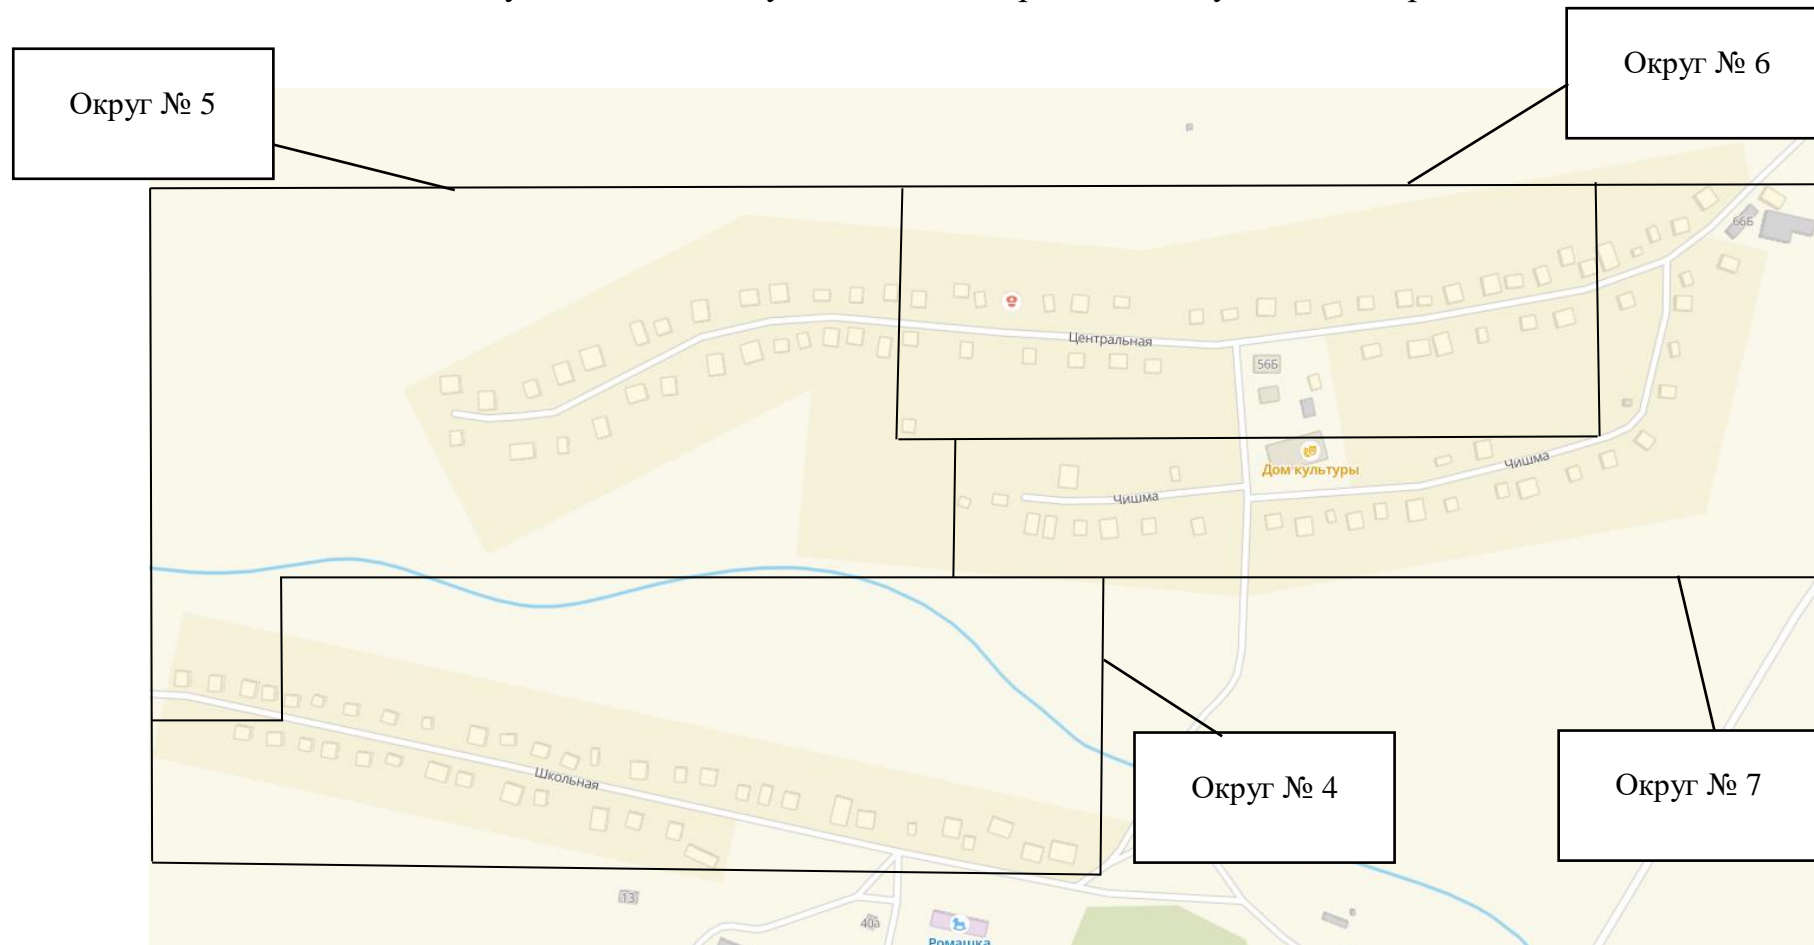 Округ № 6
Округ № 5
66Б
Центральная
56Б
Дом культуры
Чишма
Чишма
Школьная
Округ № 4
Округ № 7
13
40а
Ромашка